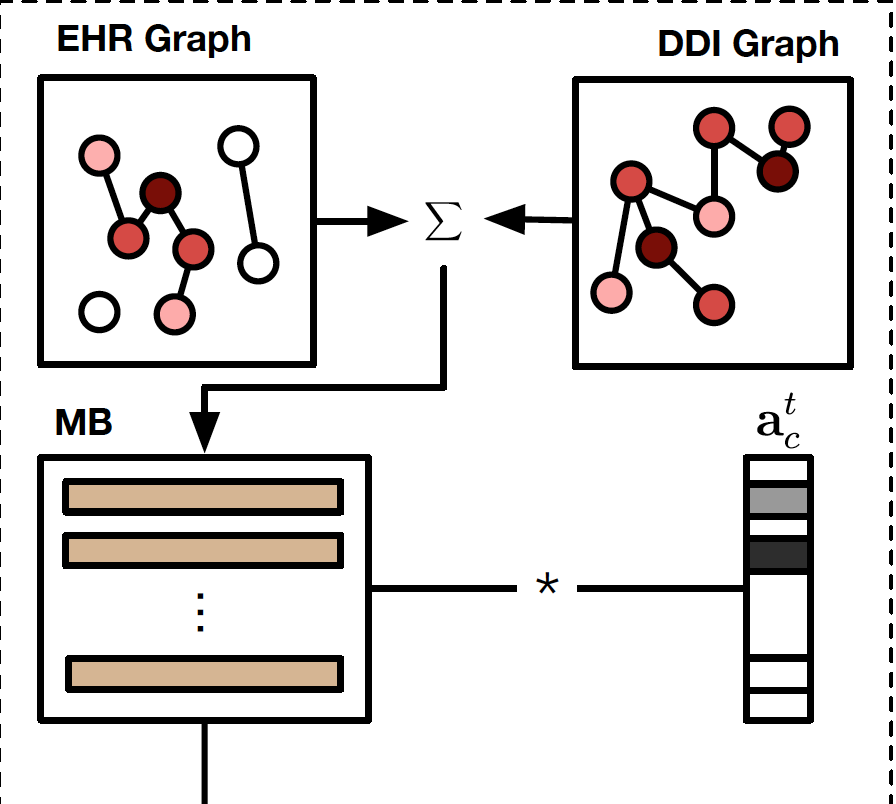 EHR Graph
DDI Graph
∑
MB
a_c^t
⋮
*